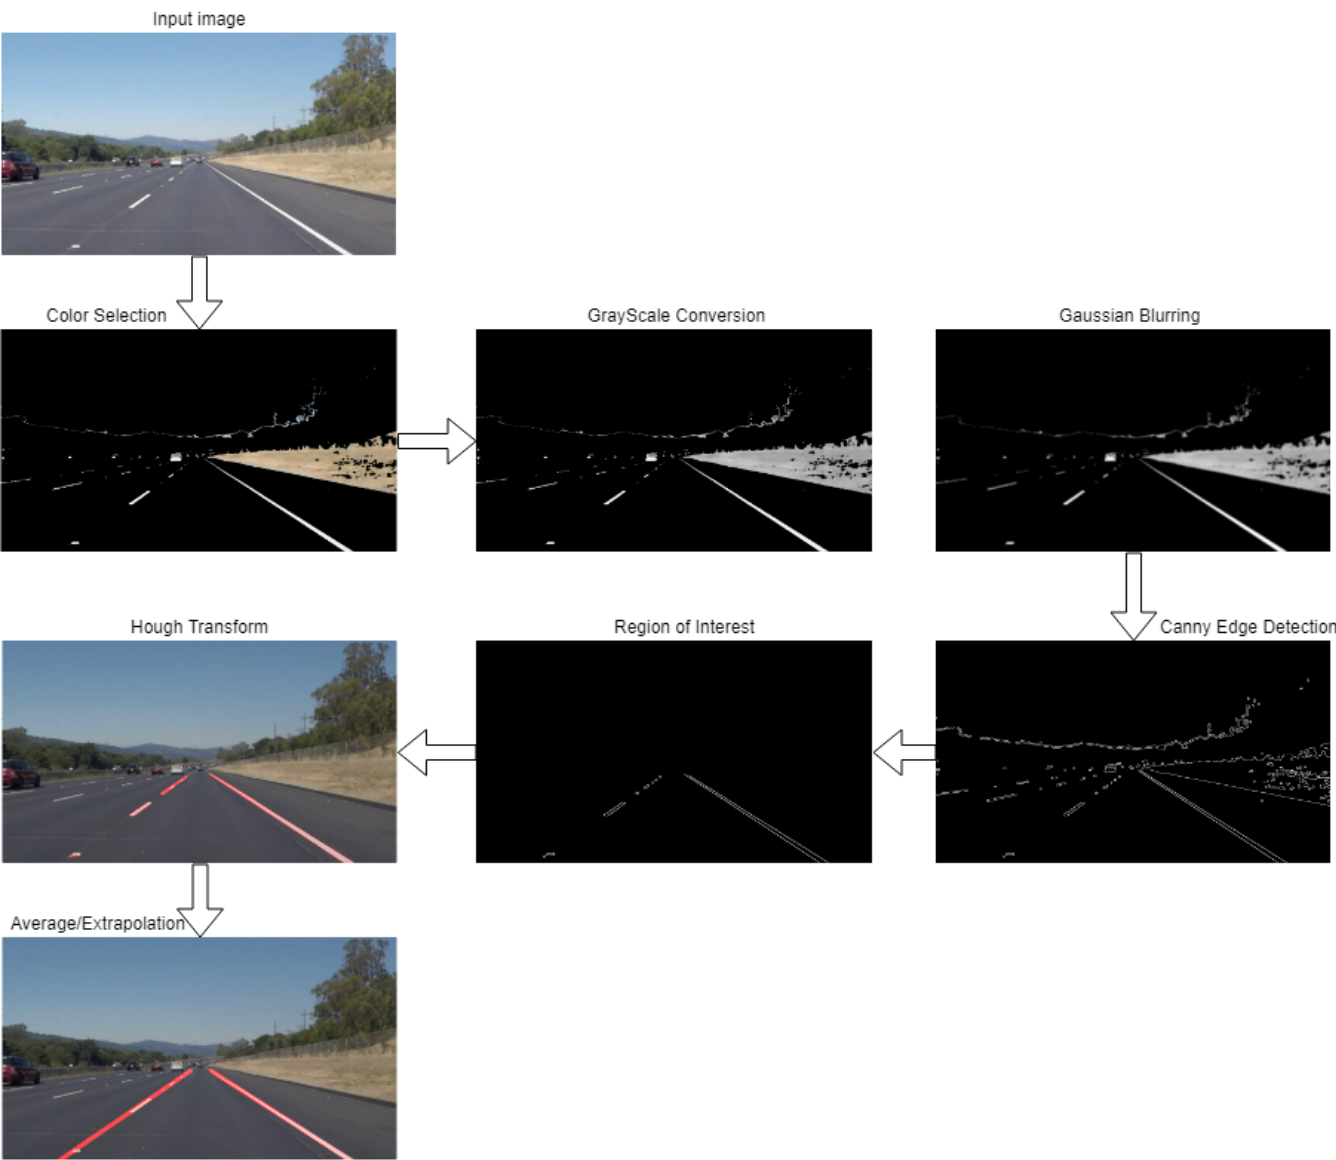 Input image
Color Selection
GrayScale Conversion
Gaussian Blurring
Hough Transform
Region of Interest
Canny Edge Detection
Average/Extrapolation